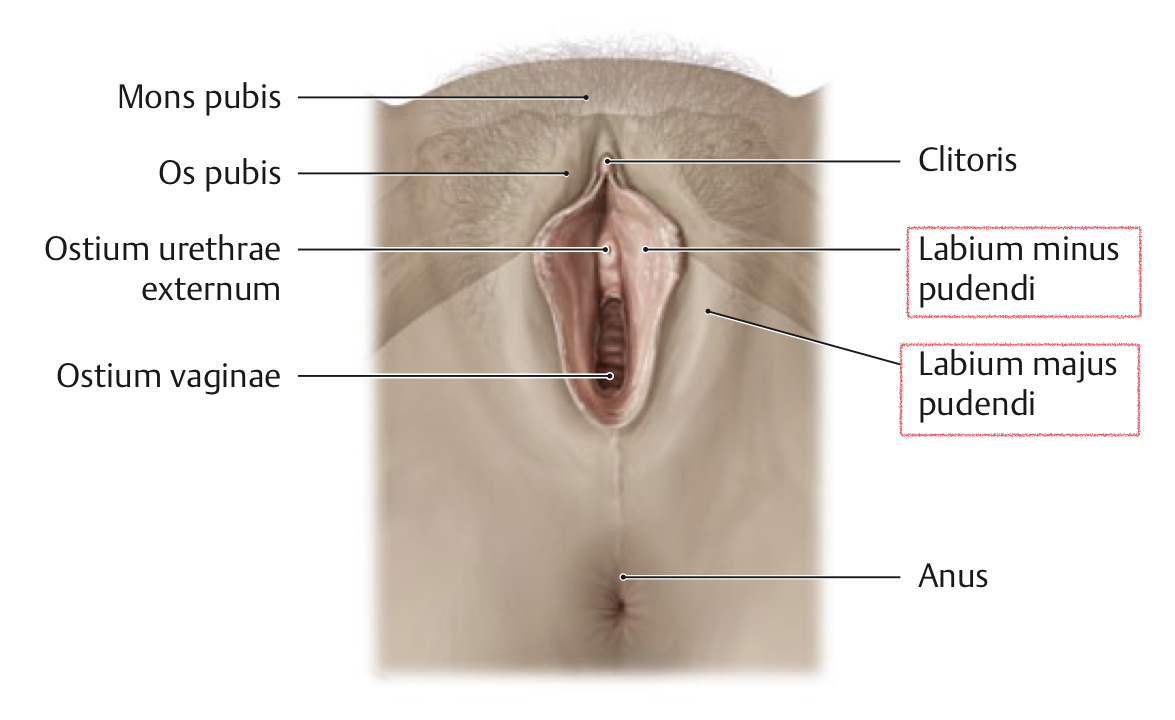 Mons pubis
Os pubis
Ostium urethrae
externum
Ostium vaginae
Clitoris
Labium minus
pudendi
Labium majus
pudendi
Anus